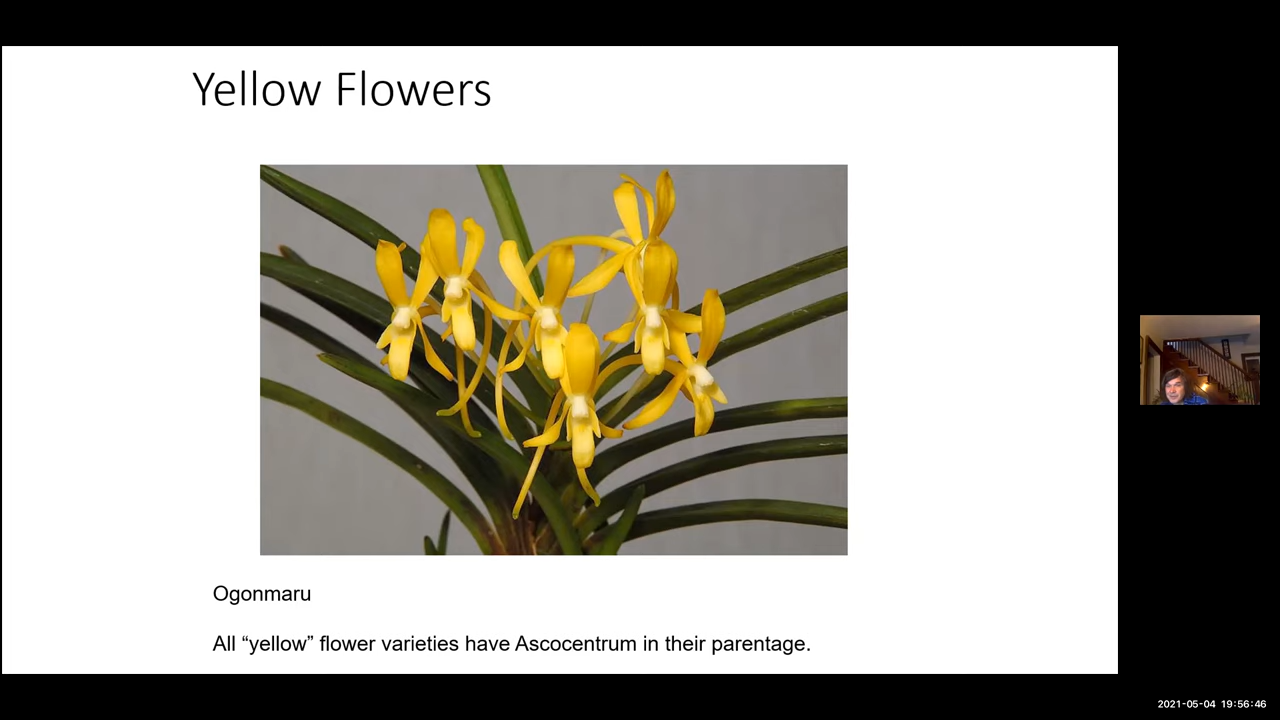 Yellow Flowers
Ogonmaru
All “yellow” flower varieties have Ascocentrum in their parentage.
2021-05-04 19:56:46